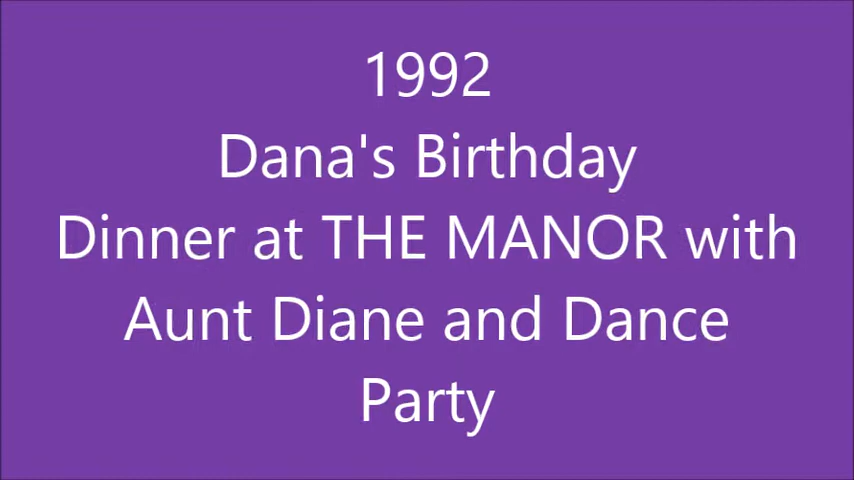 1992
Dana's Birthday
Dinner at THE MANOR with
Aunt Diane and Dance
Party